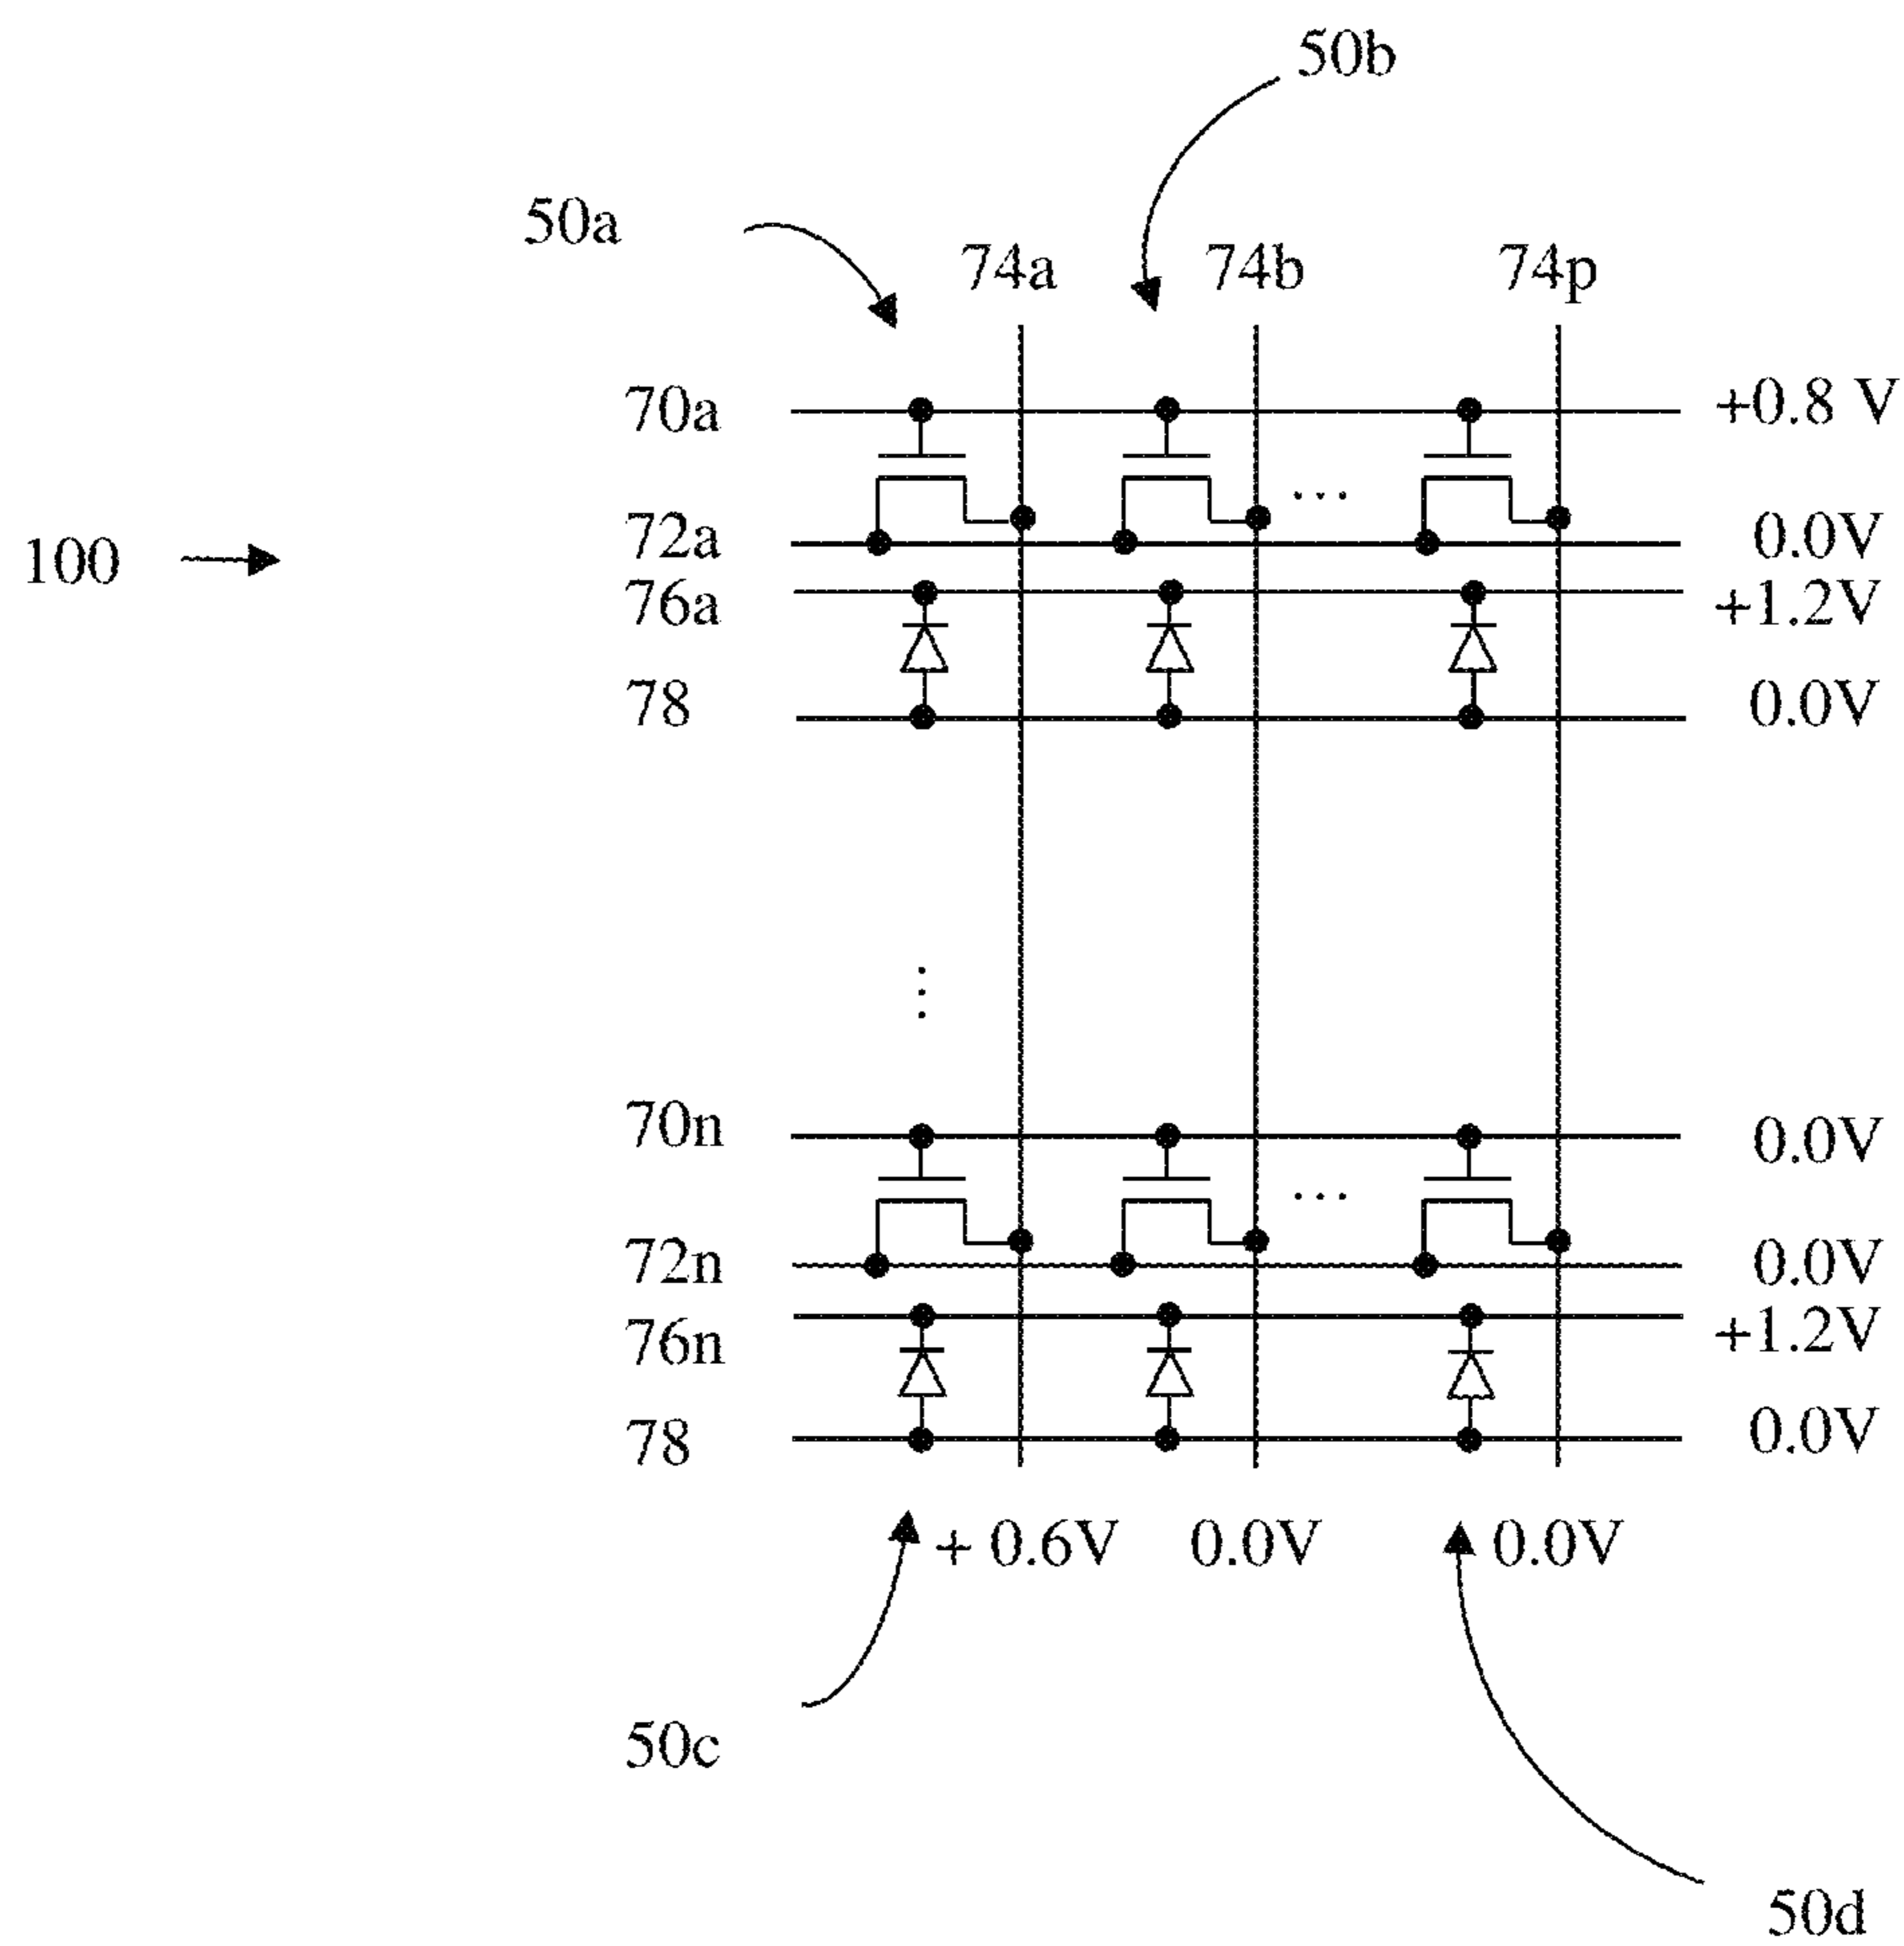 50b
50a
74a 74b 74p
70a +0.8 V
...
72a 0.0V
100
76a +1.2V
78 0.0V
70n 0.0V
...
72n 0.0V
76n +1.2V
78 0.0V
+ 0.6V 0.0V 0.0V
50c
50d